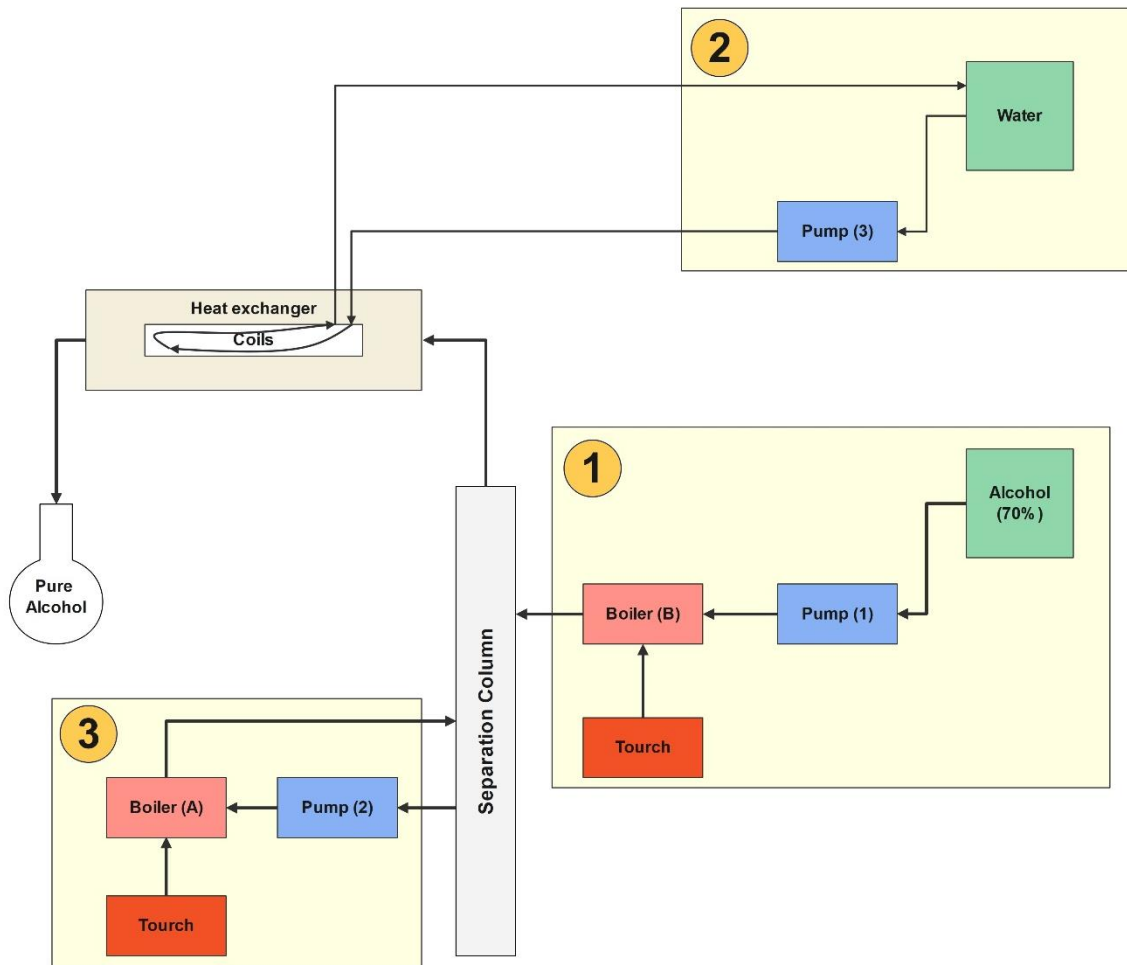 2
Water
Pump (3)
Heat exchanger
Coils
1
Alcohol
(70%)
Pure
Alcohol
Boiler (B)
Pump (1)
Separation Column
Tourch
3
Boiler (A)
Pump (2)
Tourch